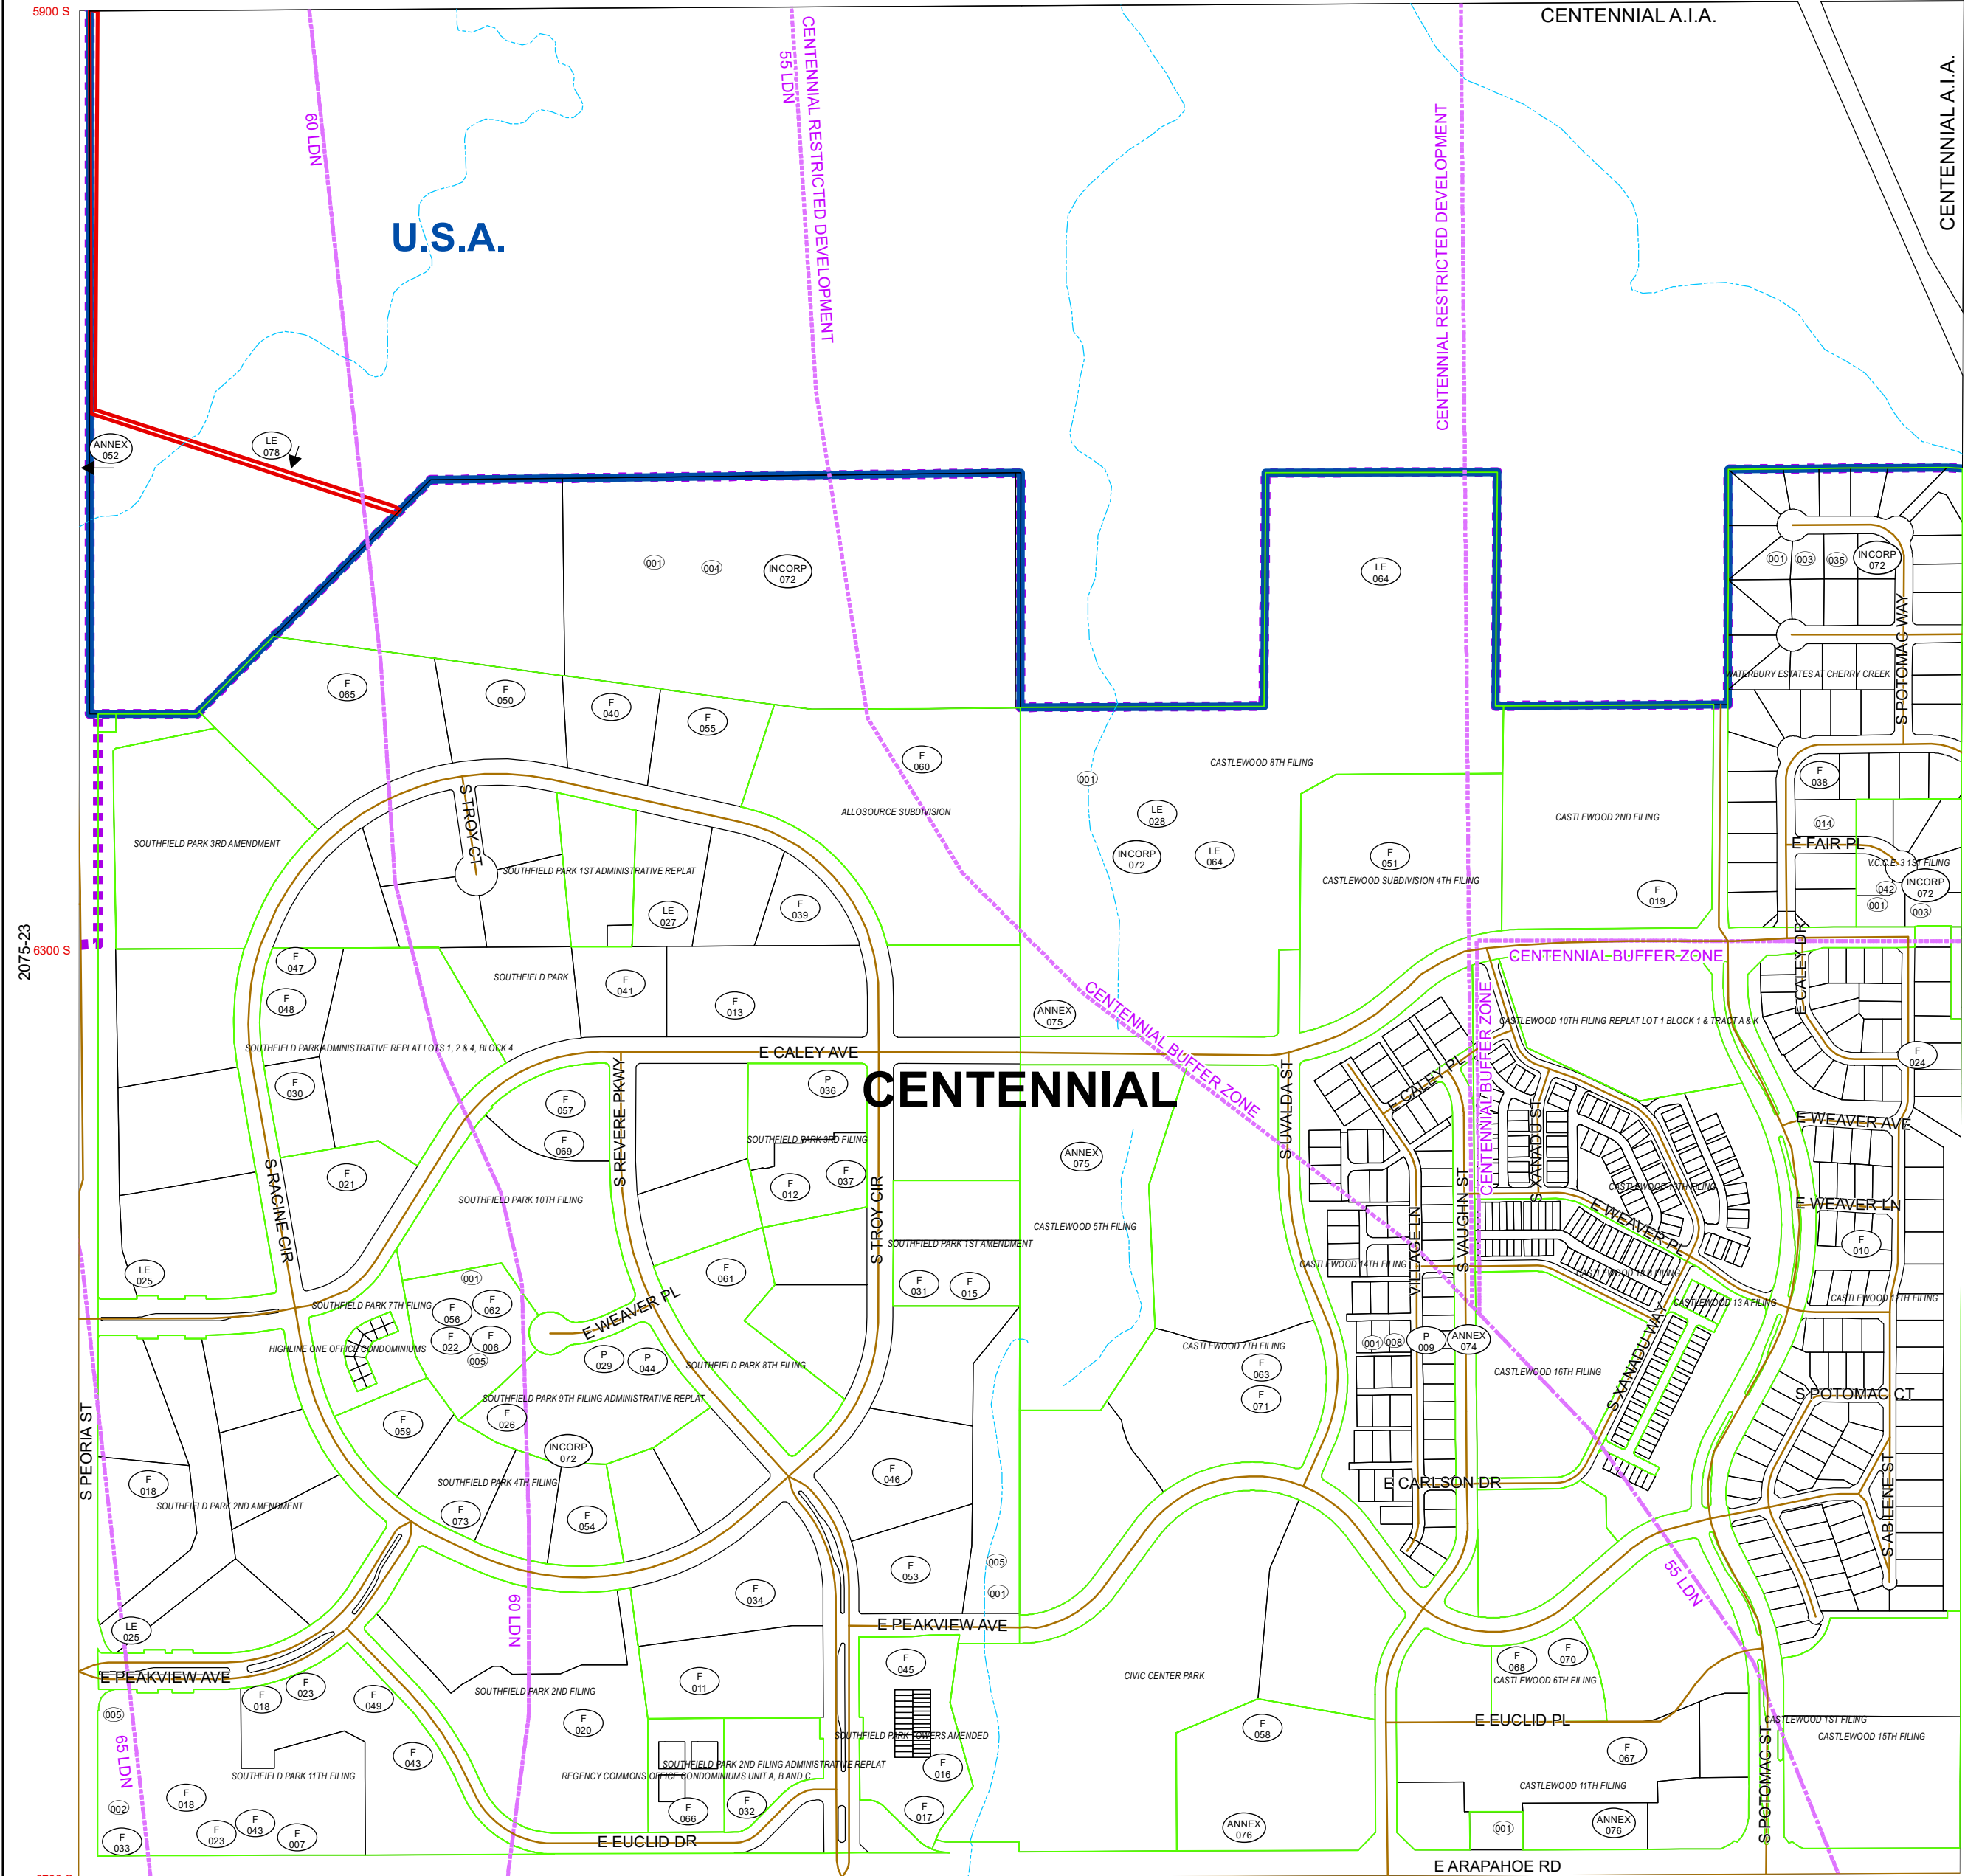 5900 S
CENTENNIAL A.I.A.
CENTENNIAL A.I.A.
60 LDN
55 LDN
CENTENNIAL RESTRICTED DEVELOPMENT
CENTENNIAL RESTRICTED DEVELOPMENT
U.S.A.
ANNEX
052
LE
078
001
004
INCORP
072
LE
064
001
003
035
INCORP
072
S POTOMAC WAY
WATERBURY ESTATES AT CHERRY CREEK
F
065
F
050
F
040
F
055
F
060
CASTLEWOOD 8TH FILING
001
F
038
S TROY CT
ALLOSOURCE SUBDIVISION
LE
028
CASTLEWOOD 2ND FILING
014
SOUTHFIELD PARK 3RD AMENDMENT
E FAIR PL
INCORP
072
LE
064
F
051
V.C.C.E. 3 1ST FILING
SOUTHFIELD PARK 1ST ADMINISTRATIVE REPLAT
CASTLEWOOD SUBDIVISION 4TH FILING
F
019
042
INCORP
072
001
003
LE
027
F
039
2075-23
6300 S
E CALEY DR
CENTENNIAL BUFFER ZONE
F
047
SOUTHFIELD PARK
F
041
F
048
F
013
ANNEX
075
CENTENNIAL BUFFER ZONE
CENTENNIAL BUFFER ZONE
CASTLEWOOD 10TH FILING REPLAT LOT 1 BLOCK 1 & TRACT A & K
SOUTHFIELD PARK ADMINISTRATIVE REPLAT LOTS 1, 2 & 4, BLOCK 4
E CALEY AVE
F
024
F
030
S REVERE PKWY
P
036
CENTENNIAL
S UVALDA ST
E CALEY PL
F
057
F
069
SOUTHFIELD PARK 3RD FILING
S XANADU ST
E WEAVER AVE
ANNEX
075
F
021
F
012
F
037
S RACINE CIR
SOUTHFIELD PARK 10TH FILING
CASTLEWOOD 13TH FILING
E WEAVER LN
S TROY CIR
CASTLEWOOD 5TH FILING
S VAUGHN ST
E WEAVER PL
SOUTHFIELD PARK 1ST AMENDMENT
F
010
LE
025
F
061
CASTLEWOOD 14TH FILING
VILLAGE LN
001
F
031
F
015
SOUTHFIELD PARK 7TH FILING
F
056
F
062
E WEAVER PL
CASTLEWOOD 13 A FILING
CASTLEWOOD 12TH FILING
HIGHLINE ONE OFFICE CONDOMINIUMS
F
022
F
006
005
P
029
P
044
SOUTHFIELD PARK 8TH FILING
CASTLEWOOD 7TH FILING
001
008
P
009
ANNEX
074
F
063
CASTLEWOOD 16TH FILING
S XANADU WAY
F
071
SOUTHFIELD PARK 9TH FILING ADMINISTRATIVE REPLAT
S POTOMAC CT
F
059
F
026
INCORP
072
S PEORIA ST
F
018
SOUTHFIELD PARK 2ND AMENDMENT
SOUTHFIELD PARK 4TH FILING
F
046
E CARLSON DR
F
073
F
054
S ABILENE ST
F
053
005
001
55 LDN
60 LDN
F
034
LE
025
E PEAKVIEW AVE
E PEAKVIEW AVE
F
045
CIVIC CENTER PARK
F
068
F
070
CASTLEWOOD 6TH FILING
F
018
F
023
F
049
SOUTHFIELD PARK 2ND FILING
F
011
005
65 LDN
F
020
F
058
E EUCLID PL
CASTLEWOOD 1ST FILING
CASTLEWOOD 15TH FILING
SOUTHFIELD PARK TOWERS AMENDED
F
043
F
067
SOUTHFIELD PARK 2ND FILING ADMINISTRATIVE REPLAT
SOUTHFIELD PARK 11TH FILING
REGENCY COMMONS OFFICE CONDOMINIUMS UNIT A, B AND C
F
016
CASTLEWOOD 11TH FILING
F
018
002
F
066
F
032
F
017
S POTOMAC ST
F
033
F
023
F
043
F
007
E EUCLID DR
ANNEX
076
001
ANNEX
076
E ARAPAHOE RD